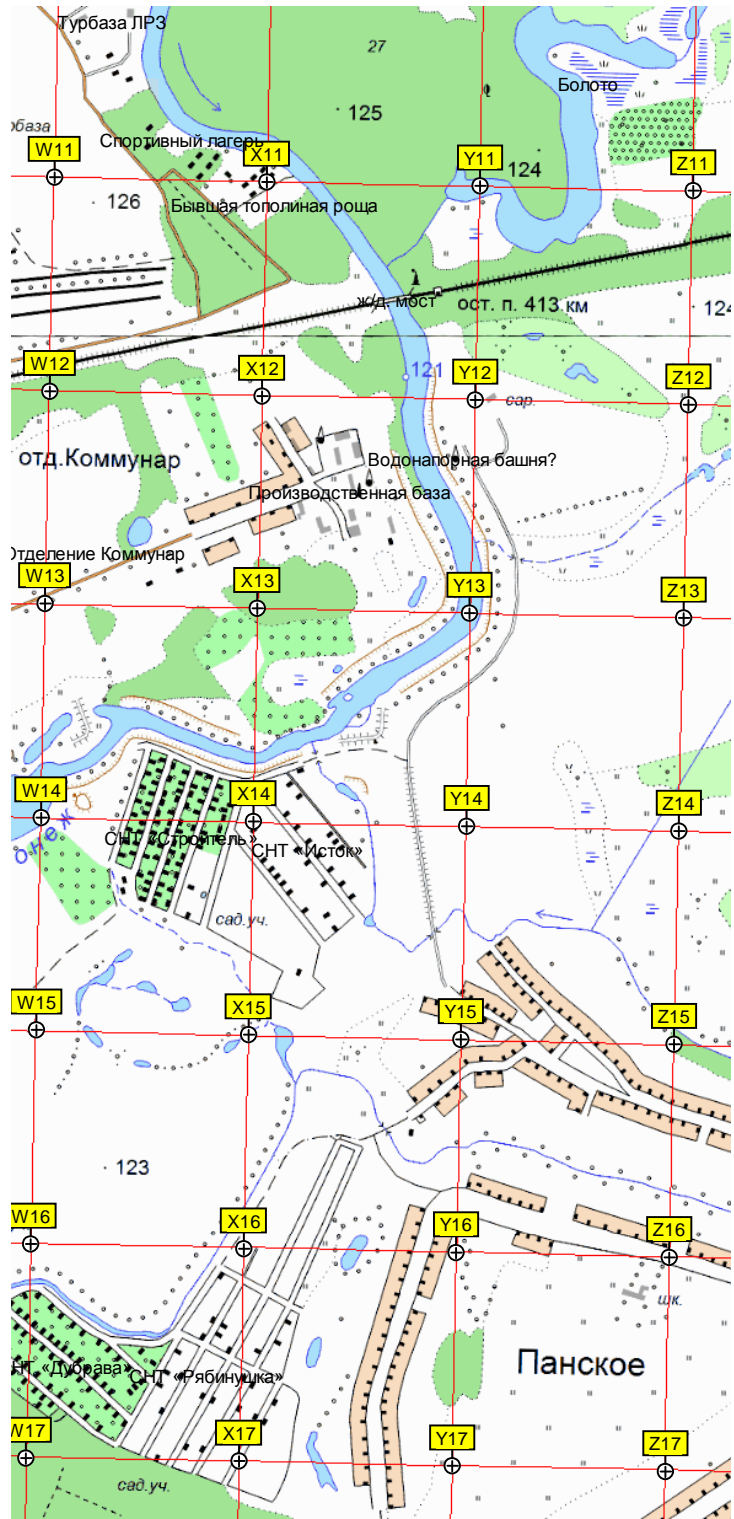 Турбаза ЛРЗ
27
Болото
125
Спортивный лагерь
W11
X11
Y11
124
Z11
126
Бывшая тополиная роща
ж/д. мост
ост. п. 413 км
124
W12
X12
121
Y12
Z12
сар.
отд.Коммунар
Водонапорная башня?
Производственная база
Отделение Коммунар
W13
X13
Y13
Z13
W14
X14
Y14
Z14
онеж
СНТ «Строитель»
СНТ «Исток»
сад.уч.
W15
X15
Y15
Z15
123
W16
X16
Y16
Z16
шк.
Панское
НТ «Дубрава»
СНТ «Рябинушка»
W17
X17
Y17
Z17
сад.уч.